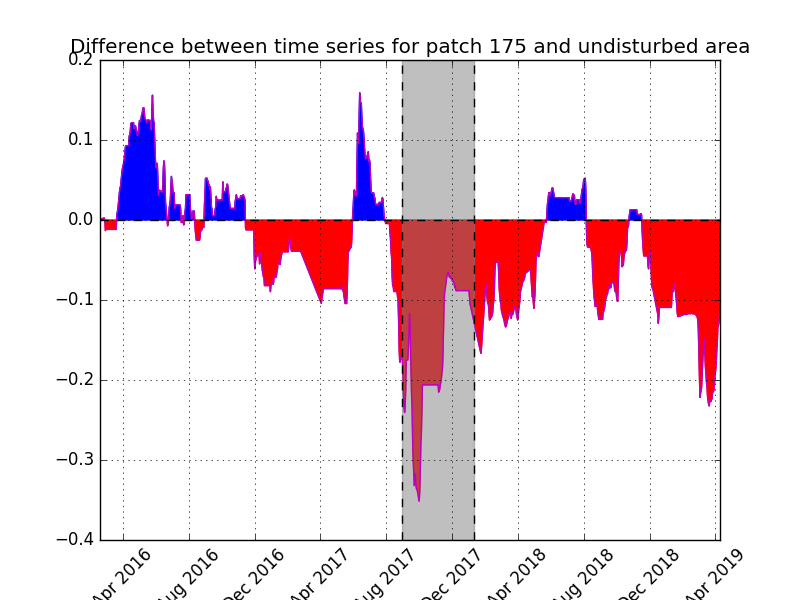 Difference between time series for patch 175 and undisturbed area
0.2
0.1
0.0
−0.1
−0.2
−0.3
−0.4
Apr 2016
Aug 2016
Dec 2016
Apr 2017
Aug 2017
Dec 2017
Apr 2018
Aug 2018
Dec 2018
Apr 2019